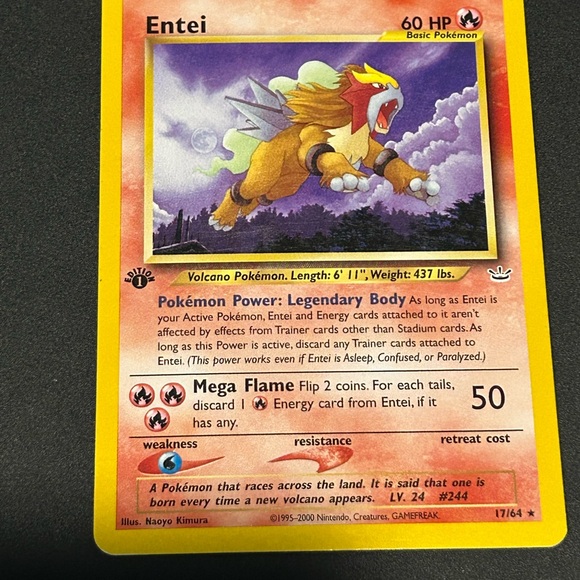 Entei 60 HP
Basic Pokémon
EDITION 1
Volcano Pokémon. Length: 6' 11", Weight: 437 lbs.
Pokémon Power: Legendary Body As long as Entei is
your Active Pokémon, Entei and Energy cards attached to it aren't
affected by effects from Trainer cards other than Stadium cards. As
long as this Power is active, discard any Trainer cards attached to
Entei. (This power works even if Entei is Asleep, Confused, or Paralyzed.)
Mega Flame Flip 2 coins. For each tails, 50
discard 1 Energy card from Entei, if it
has any.
weakness resistance retreat cost
A Pokémon that races across the land. It is said that one is
born every time a new volcano appears. LV. 24 #244
Illus. Naoyo Kimura ©1995-2000 Nintendo, Creatures, GAMEFREAK. 17/64 ★